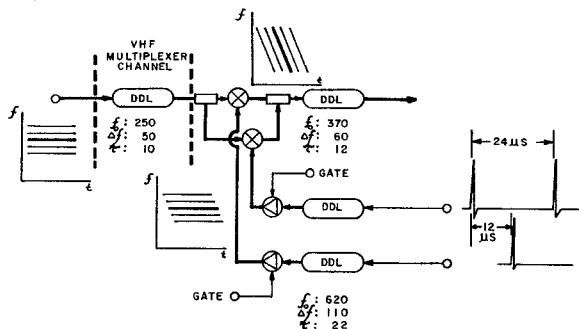 VHF
MULTIPLEXER
CHANNEL
f
t
DDL
DDL
f₀: 250
Δf: 50
τ: 10
f₀: 370
Δf: 60
τ: 12
f
t
24 μS
GATE
f
t
DDL
12
μS
DDL
GATE
f₀: 620
Δf: 110
τ: 22